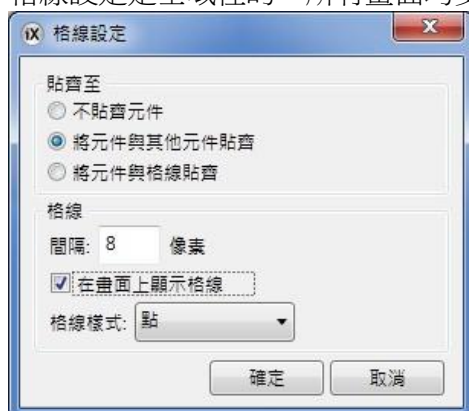 iX 格線設定
貼齊至
不貼齊元件
將元件與其他元件貼齊
將元件與格線貼齊
格線
間隔: 8 像素
在畫面上顯示格線
格線樣式: 點
確定 取消